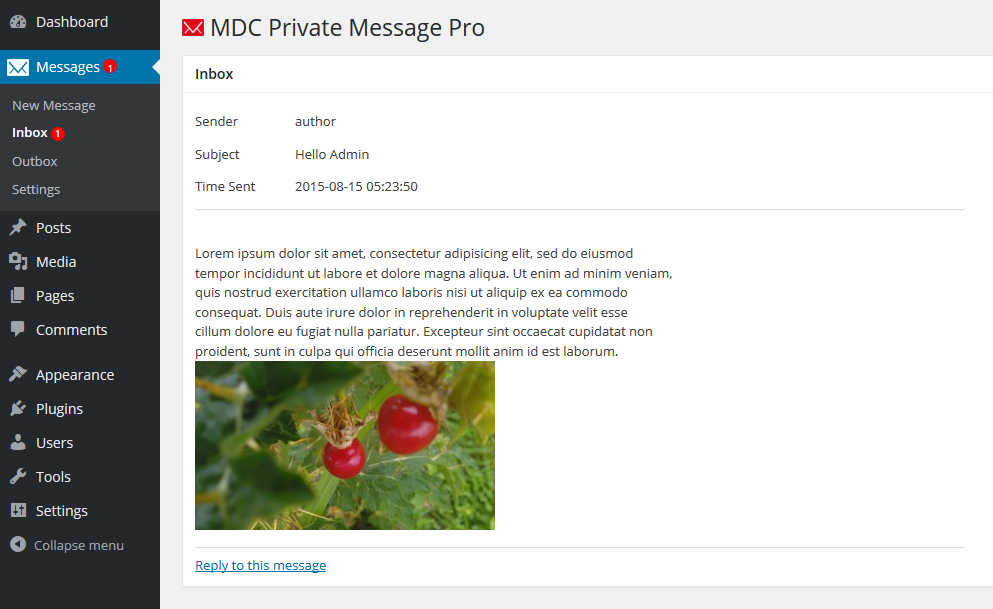 Dashboard
Messages 1
New Message
Inbox 1
Outbox
Settings
Posts
Media
Pages
Comments
Appearance
Plugins
Users
Tools
Settings
Collapse menu
MDC Private Message Pro
Inbox
Sender author
Subject Hello Admin
Time Sent 2015-08-15 05:23:50
Lorem ipsum dolor sit amet, consectetur adipisicing elit, sed do eiusmod
tempor incididunt ut labore et dolore magna aliqua. Ut enim ad minim veniam,
quis nostrud exercitation ullamco laboris nisi ut aliquip ex ea commodo
consequat. Duis aute irure dolor in reprehenderit in voluptate velit esse
cillum dolore eu fugiat nulla pariatur. Excepteur sint occaecat cupidatat non
proident, sunt in culpa qui officia deserunt mollit anim id est laborum.
Reply to this message